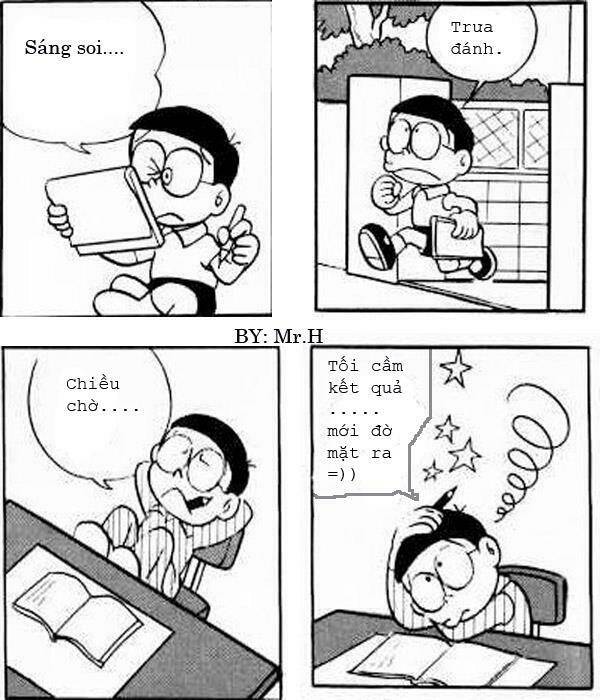 Sáng soi....
Trưa
đánh.
BY: Mr.H
Chiều
chờ....
Tối cầm
kết quả
.....
mới đờ
mặt ra
=))